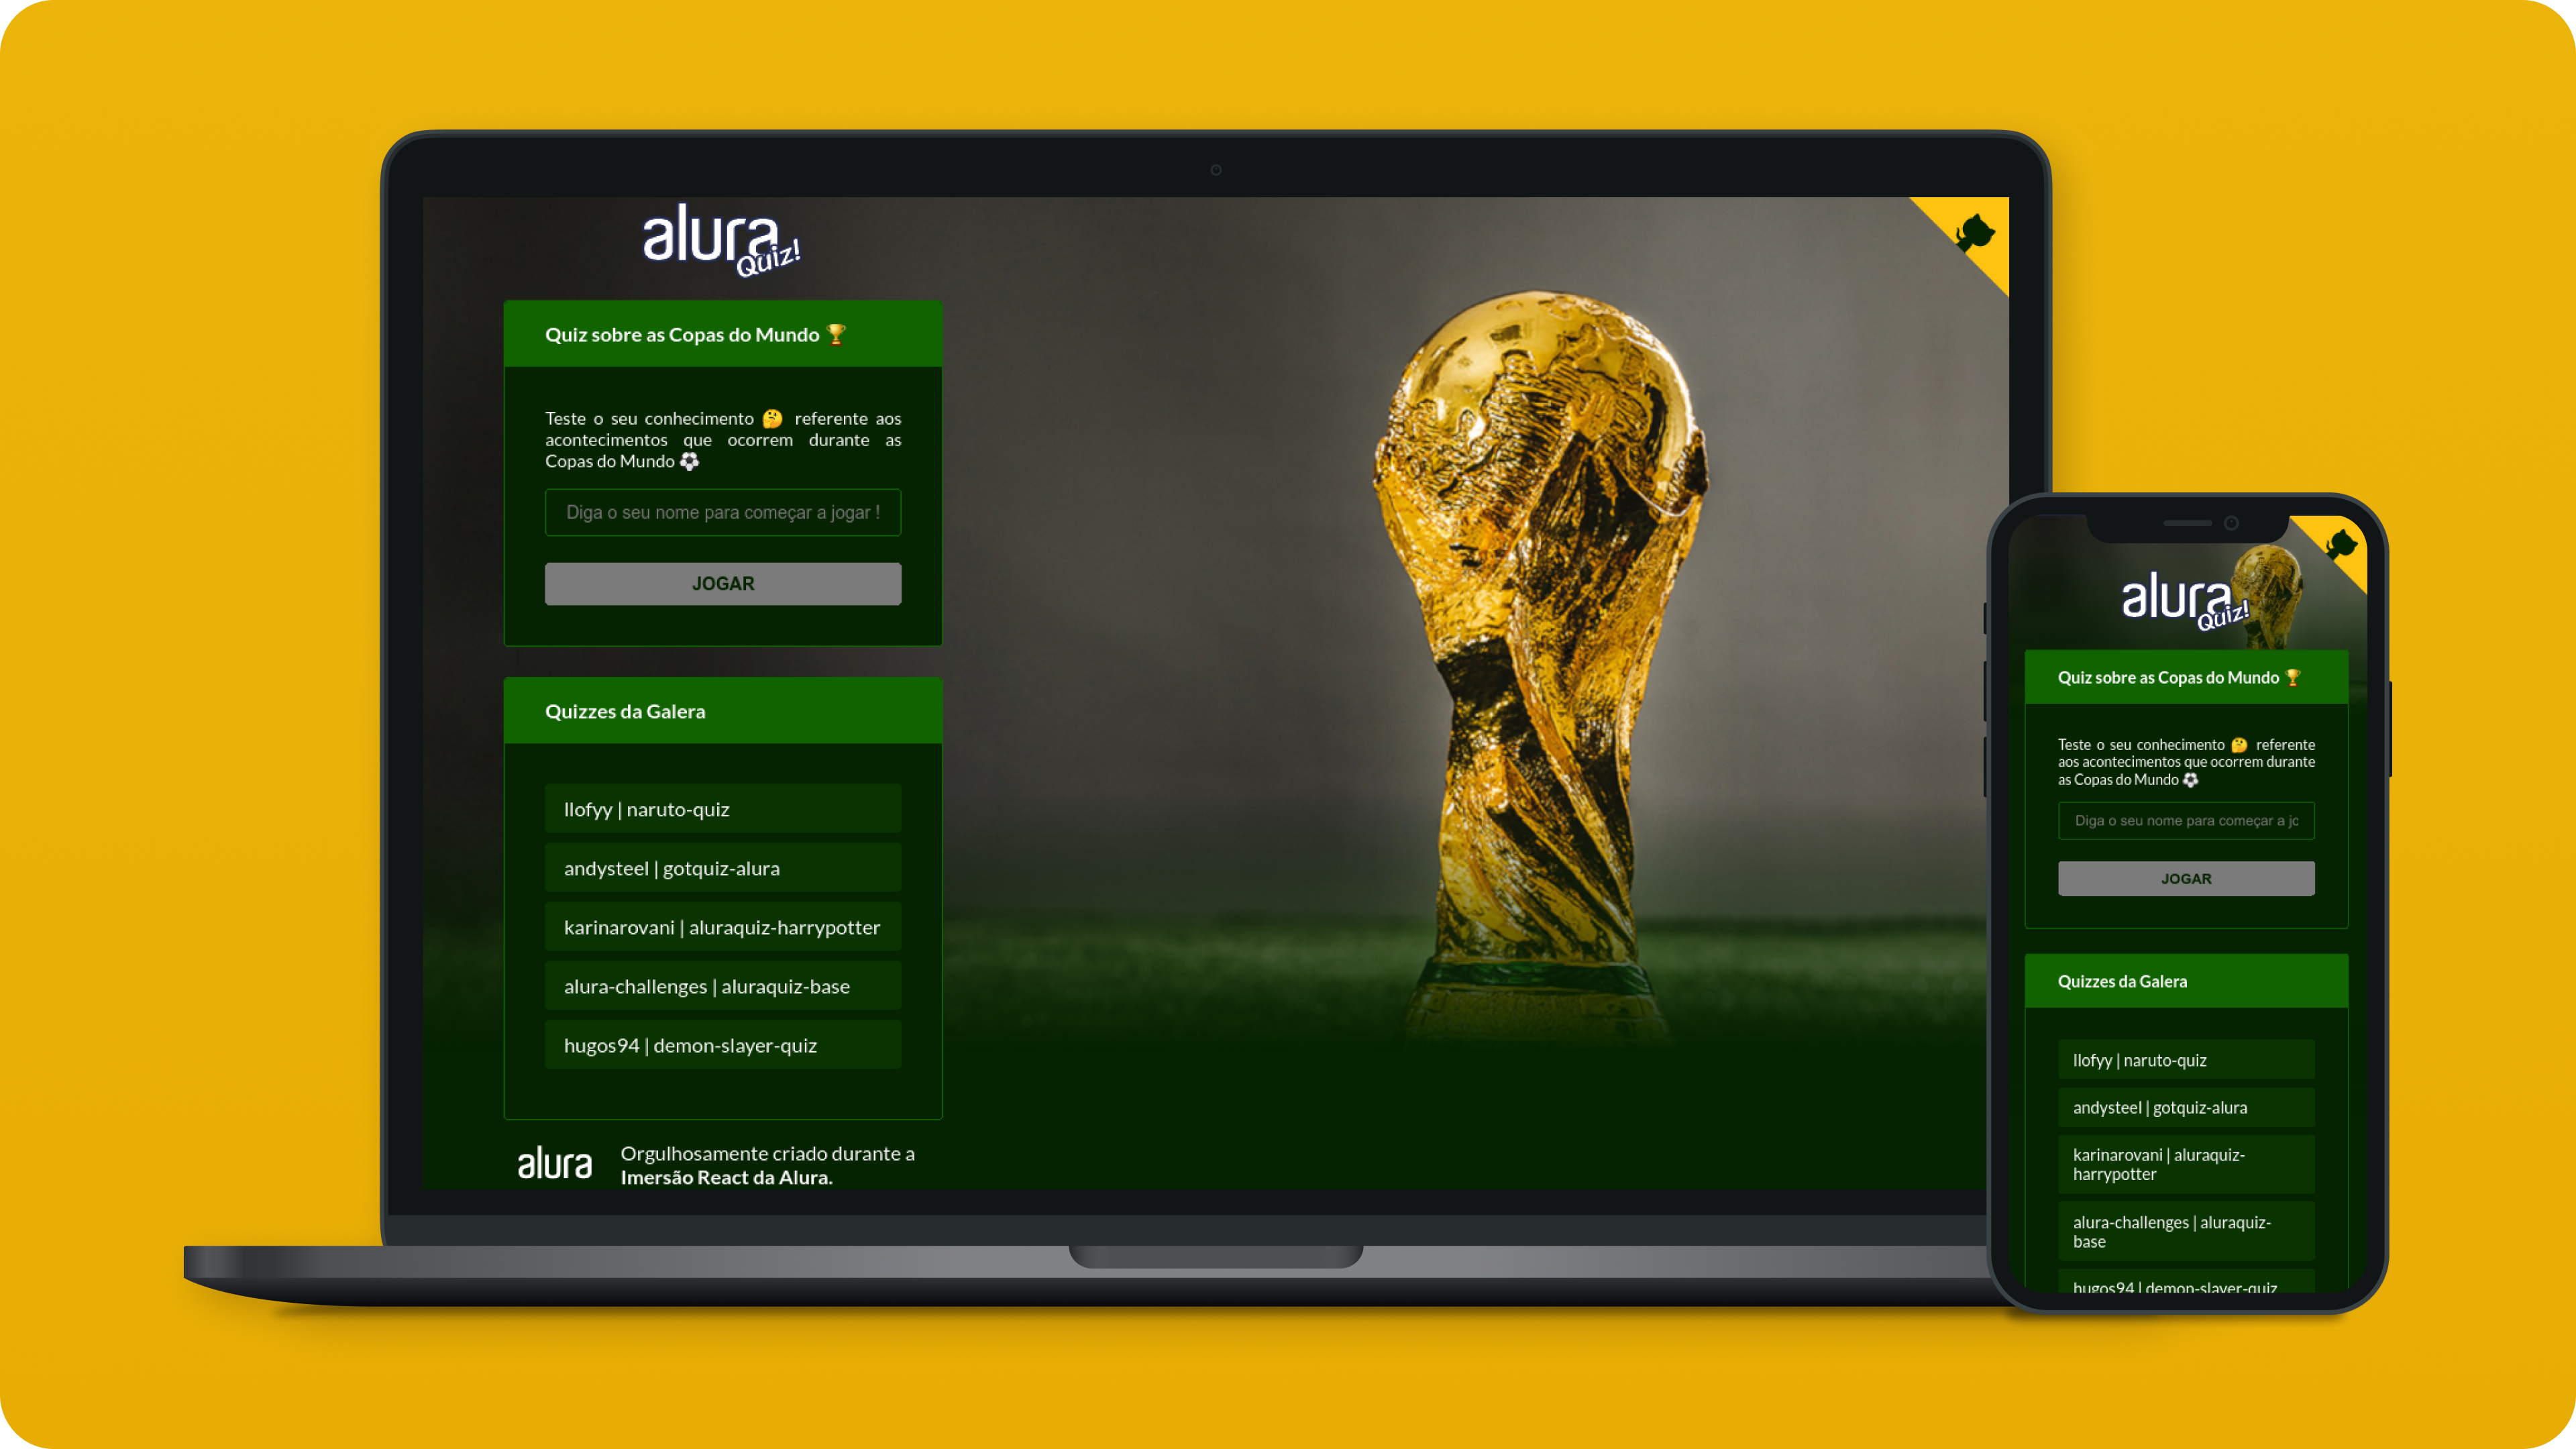 alura
Quiz!
Quiz sobre as Copas do Mundo 🏆
Teste o seu conhecimento 🤔 referente aos
acontecimentos que ocorrem durante as
Copas do Mundo ⚽
Diga o seu nome para começar a jogar !
JOGAR
Quizzes da Galera
llofyy | naruto-quiz
andysteel | gotquiz-alura
karinarovani | aluraquiz-harrypotter
alura-challenges | aluraquiz-base
hugos94 | demon-slayer-quiz
alura
Orgulhosamente criado durante a
Imersão React da Alura.
alura
Quiz!
Quiz sobre as Copas do Mundo 🏆
Teste o seu conhecimento 🤔 referente
aos acontecimentos que ocorrem durante
as Copas do Mundo ⚽
Diga o seu nome para começar a jo
JOGAR
Quizzes da Galera
llofyy | naruto-quiz
andysteel | gotquiz-alura
karinarovani | aluraquiz-
harrypotter
alura-challenges | aluraquiz-
base
hugos94 | demon-slayer-quiz